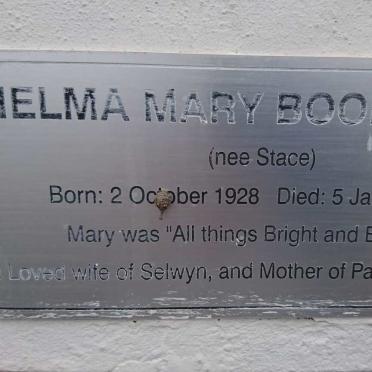 HELMA MARY BOO
(nee Stace)
Born: 2 October 1928 Died: 5 Ja
Mary was "All things Bright and B
Loved wife of Selwyn, and Mother of Pa